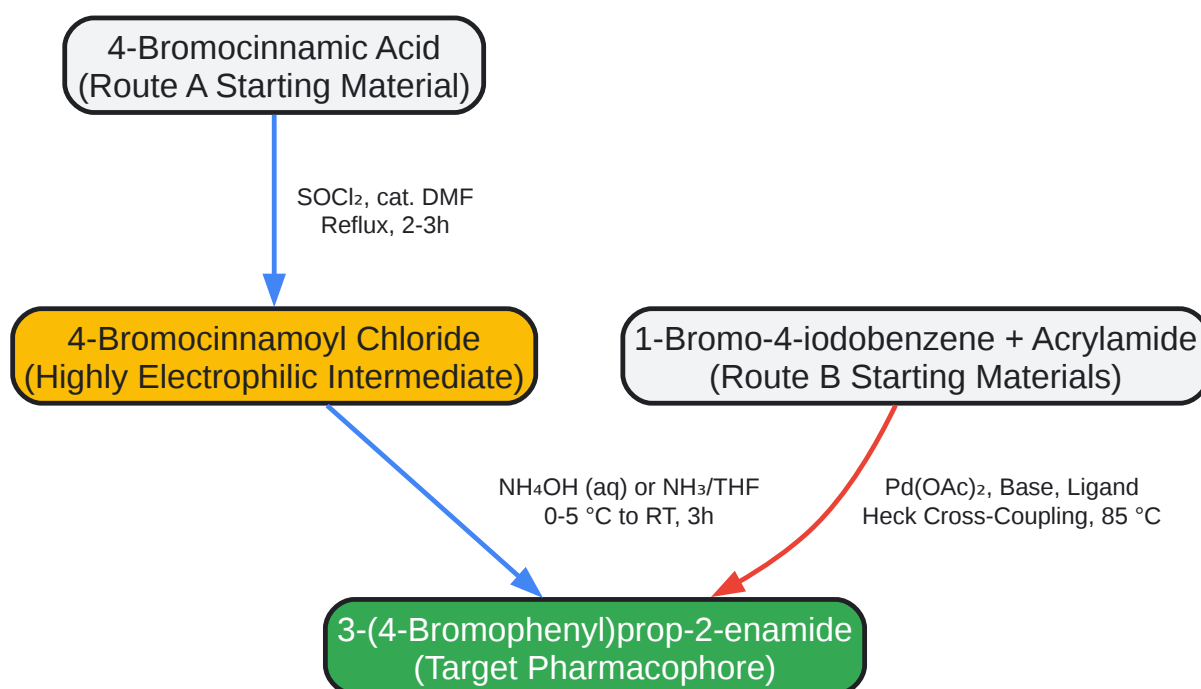 4-Bromocinnamic Acid
(Route A Starting Material)
SOCl₂, cat. DMF
Reflux, 2-3h
4-Bromocinnamoyl Chloride
(Highly Electrophilic Intermediate)
1-Bromo-4-iodobenzene + Acrylamide
(Route B Starting Materials)
NH₄OH (aq) or NH₃/THF
0-5 °C to RT, 3h
Pd(OAc)₂, Base, Ligand
Heck Cross-Coupling, 85 °C
3-(4-Bromophenyl)prop-2-enamide
(Target Pharmacophore)